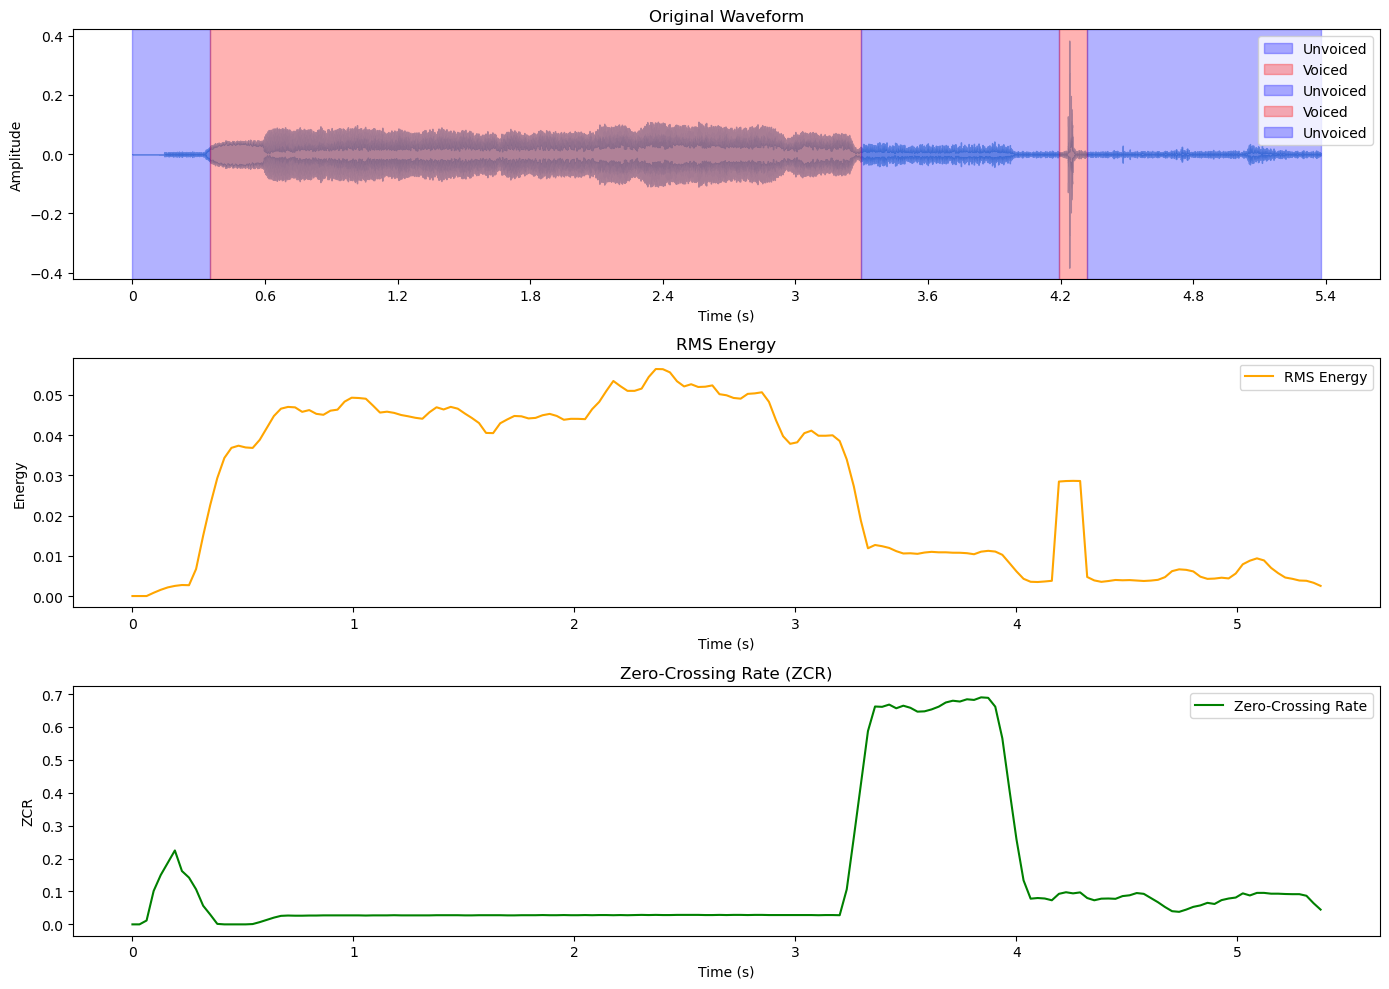 Original Waveform
Amplitude
0.4
0.2
0.0
−0.2
−0.4
Unvoiced
Voiced
Unvoiced
Voiced
Unvoiced
0 0.6 1.2 1.8 2.4 3 3.6 4.2 4.8 5.4
Time (s)
RMS Energy
Energy
0.05
0.04
0.03
0.02
0.01
0.00
RMS Energy
0 1 2 3 4 5
Time (s)
Zero-Crossing Rate (ZCR)
ZCR
0.7
0.6
0.5
0.4
0.3
0.2
0.1
0.0
Zero-Crossing Rate
0 1 2 3 4 5
Time (s)